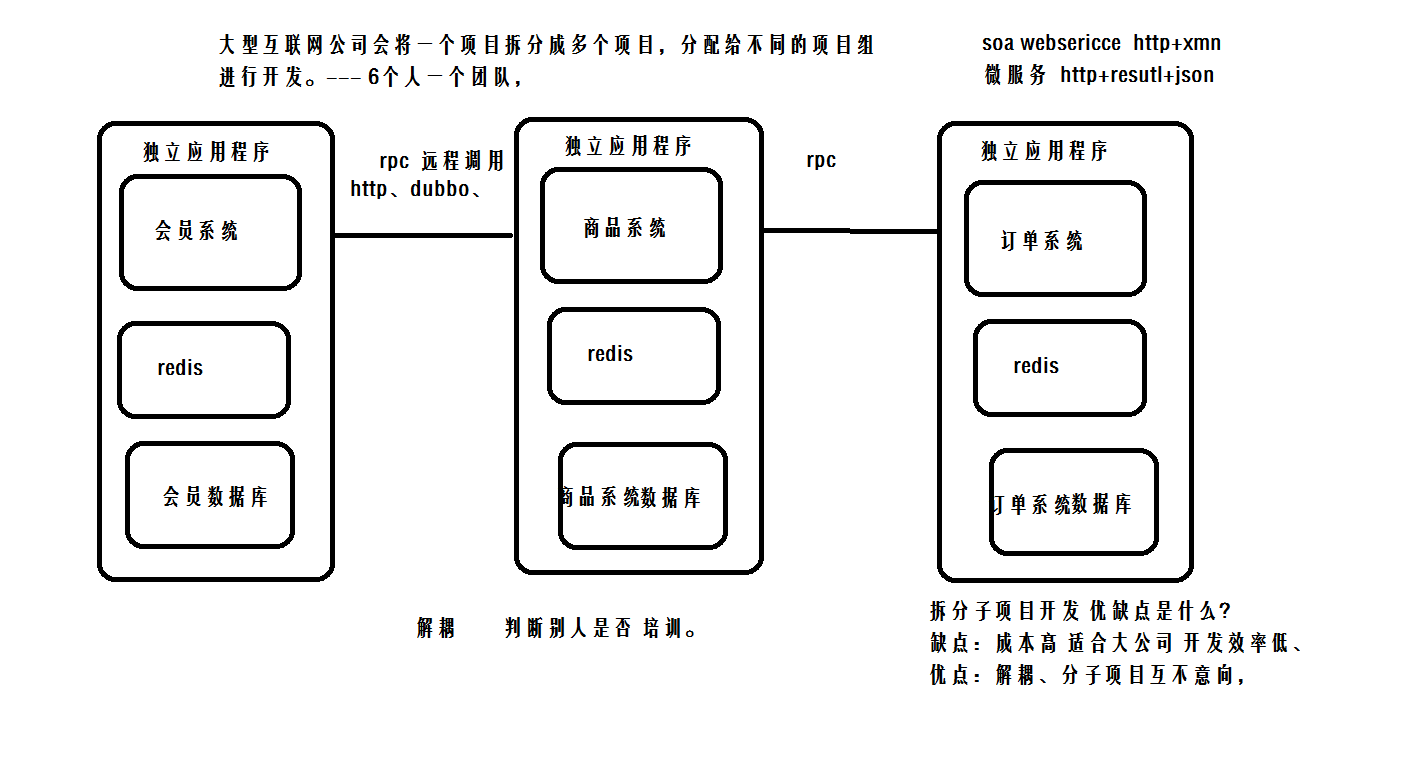 大型互联网公司会将一个项目拆分成多个项目，分配给不同的项目组
进行开发。--- 6个人一个团队，
soa websericce http+xmn
微服务 http+resutl+json
独立应用程序
会员系统
redis
会员数据库
rpc 远程调用
http、dubbo、
独立应用程序
商品系统
redis
商品系统数据库
rpc
独立应用程序
订单系统
redis
订单系统数据库
解耦 判断别人是否 培训。
拆分子项目开发 优缺点是什么?
缺点：成本高 适合大公司 开发效率低、
优点：解耦、分子项目互不意向，